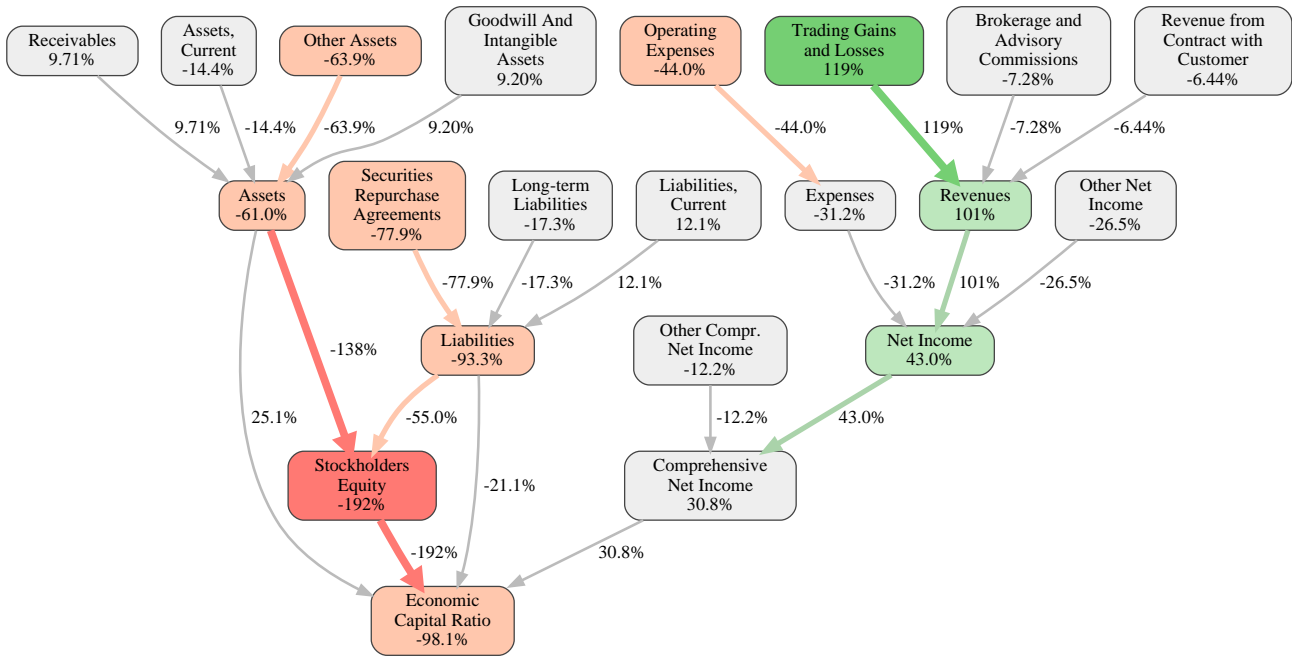 Receivables
9.71%
Assets,
Current
-14.4%
Other Assets
-63.9%
Goodwill And
Intangible
Assets
9.20%
Operating
Expenses
-44.0%
Trading Gains
and Losses
119%
Brokerage and
Advisory
Commissions
-7.28%
Revenue from
Contract with
Customer
-6.44%
9.71%
-14.4%
-63.9%
9.20%
-44.0%
119%
-7.28%
-6.44%
Assets
-61.0%
Securities
Repurchase
Agreements
-77.9%
Long-term
Liabilities
-17.3%
Liabilities,
Current
12.1%
Expenses
-31.2%
Revenues
101%
Other Net
Income
-26.5%
-77.9%
-17.3%
12.1%
-31.2%
101%
-26.5%
-138%
Liabilities
-93.3%
Other Compr.
Net Income
-12.2%
Net Income
43.0%
25.1%
-55.0%
-12.2%
43.0%
Stockholders
Equity
-192%
-21.1%
Comprehensive
Net Income
30.8%
-192%
30.8%
Economic
Capital Ratio
-98.1%